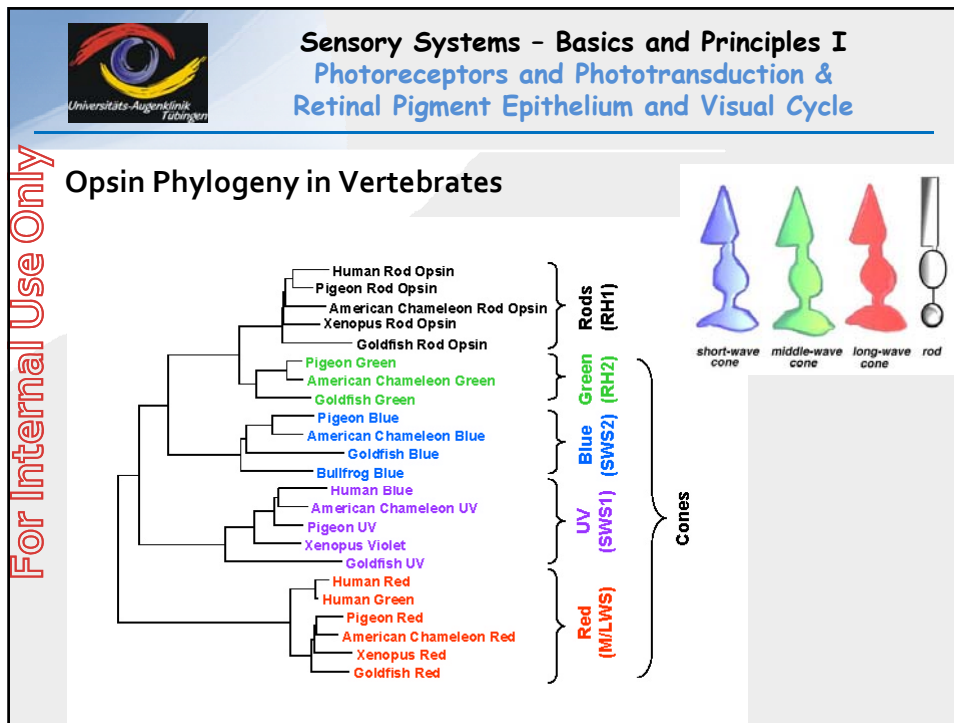 Sensory Systems – Basics and Principles I
Photoreceptors and Phototransduction &
Retinal Pigment Epithelium and Visual Cycle
Universitäts-Augenklinik
Tübingen
For Internal Use Only
Opsin Phylogeny in Vertebrates
short-wave cone
middle-wave cone
long-wave cone
rod
Human Rod Opsin
Pigeon Rod Opsin
American Chameleon Rod Opsin
Xenopus Rod Opsin
Goldfish Rod Opsin
Rods
(RH1)
Pigeon Green
American Chameleon Green
Goldfish Green
Green
(RH2)
Pigeon Blue
American Chameleon Blue
Goldfish Blue
Bullfrog Blue
Blue
(SWS2)
Human Blue
American Chameleon UV
Pigeon UV
Xenopus Violet
Goldfish UV
UV
(SWS1)
Human Red
Human Green
Pigeon Red
American Chameleon Red
Xenopus Red
Goldfish Red
Red
(M/LWS)
Cones